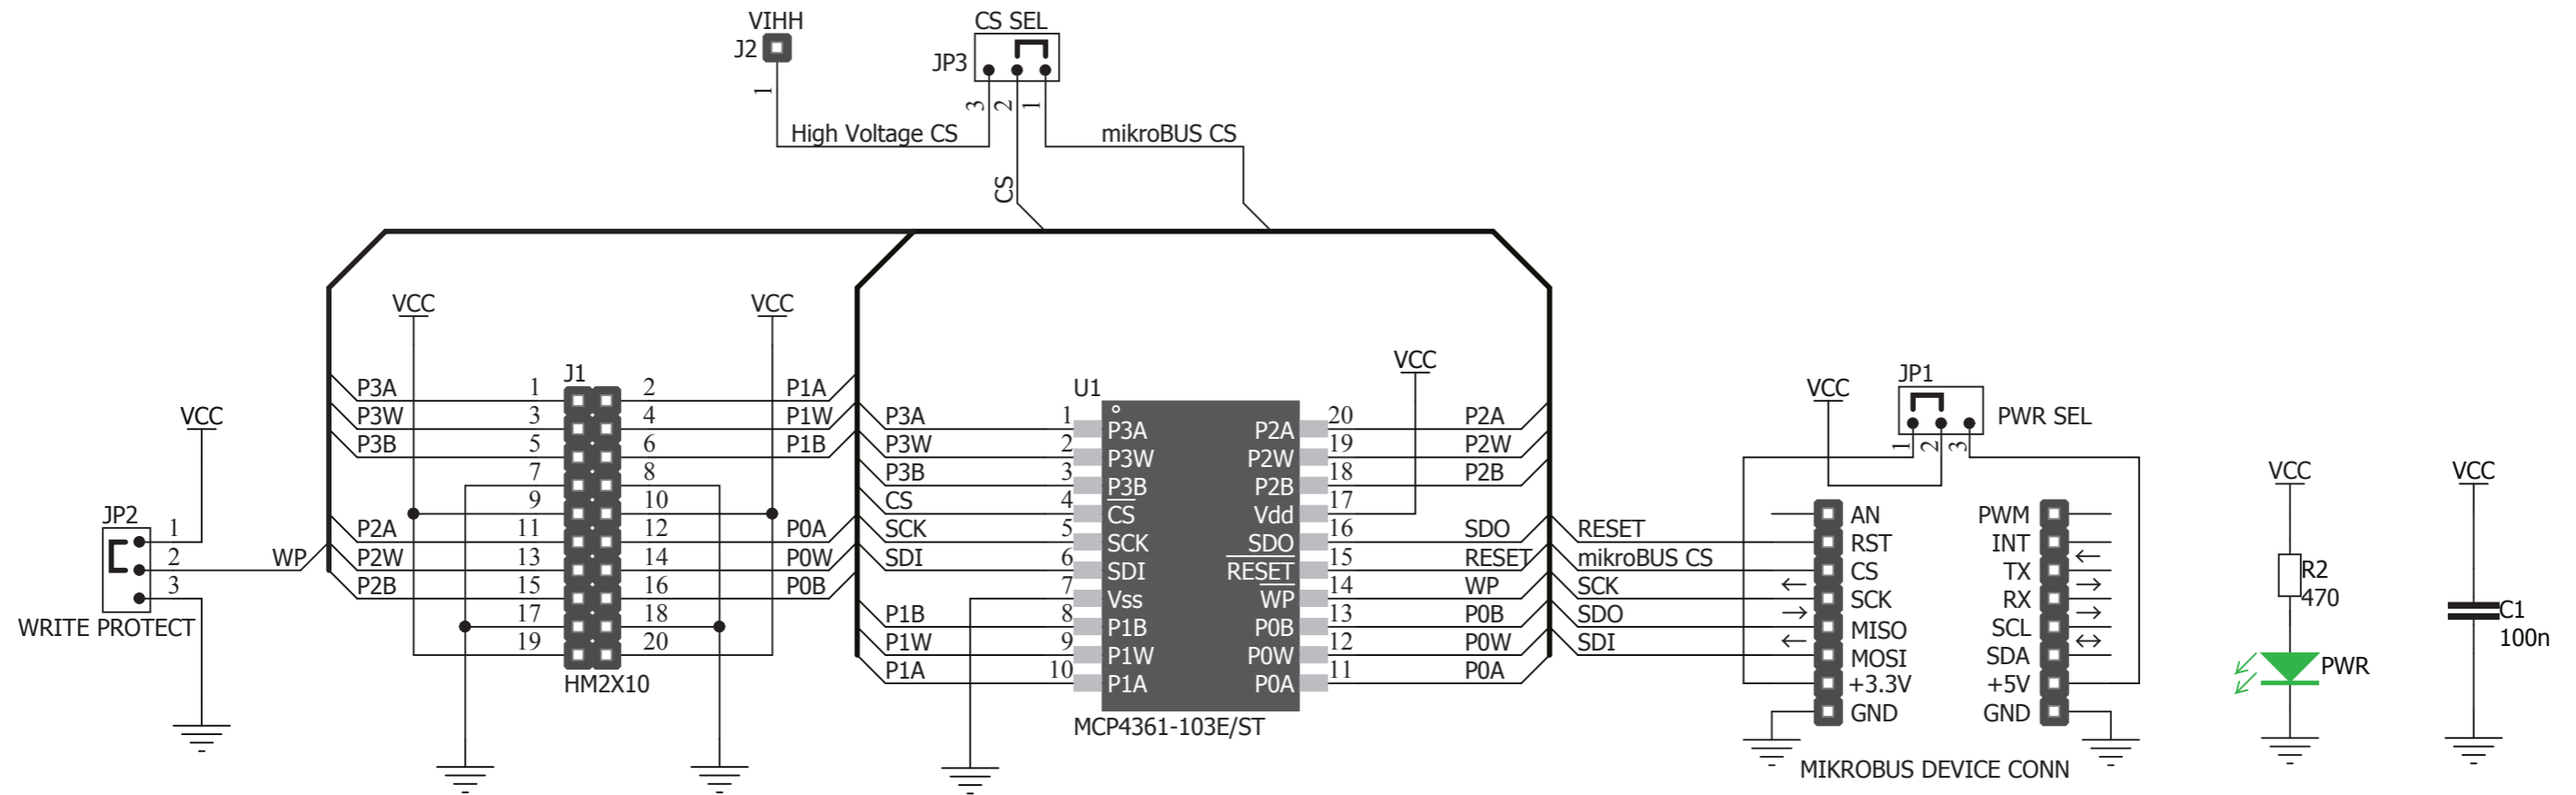 VIHH
J2
1
High Voltage CS
CS SEL
JP3
3
2
1
mikroBUS CS
CS
VCC
JP2
1
2
3
WP
WRITE PROTECT
VCC
VCC
J1
P3A 1 2 P1A
P3W 3 4 P1W
P3B 5 6 P1B
7 8
9 10
P2A 11 12 P0A
P2W 13 14 P0W
P2B 15 16 P0B
17 18
19 20
HM2X10
VCC
U1
P3A 1 P3A P2A 20 P2A
P3W 2 P3W P2W 19 P2W
P3B 3 P3B P2B 18 P2B
CS 4 CS Vdd 17
SCK 5 SCK SDO 16 SDO
SDI 6 SDI RESET 15 RESET
7 Vss WP 14 WP
P1B 8 P1B P0B 13 P0B
P1W 9 P1W P0W 12 P0W
P1A 10 P1A P0A 11 P0A
MCP4361-103E/ST
VCC
JP1
PWR SEL
1
2
3
AN PWM
RESET RST INT
mikroBUS CS CS TX
SCK SCK RX
SDO MISO SCL
SDI MOSI SDA
+3.3V +5V
GND GND
MIKROBUS DEVICE CONN
VCC
R2
470
PWR
VCC
C1
100n